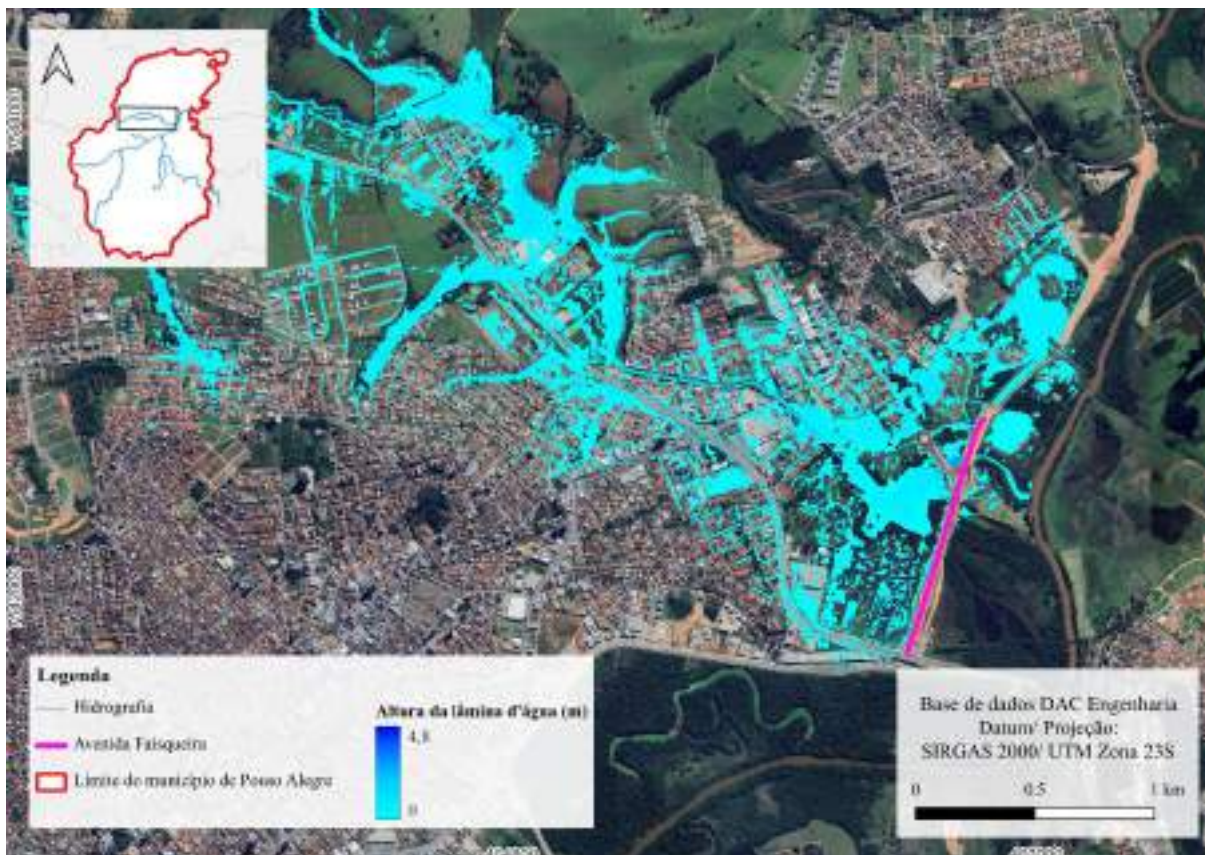 Legenda
Hidrografia
Avenida Faisqueira
Limite do município de Pouso Alegre
Altura da lâmina d'água (m)
4,8
0
Base de dados DAC Engenharia
Datum/ Projeção:
SIRGAS 2000/ UTM Zona 23S
0 0.5 1 km